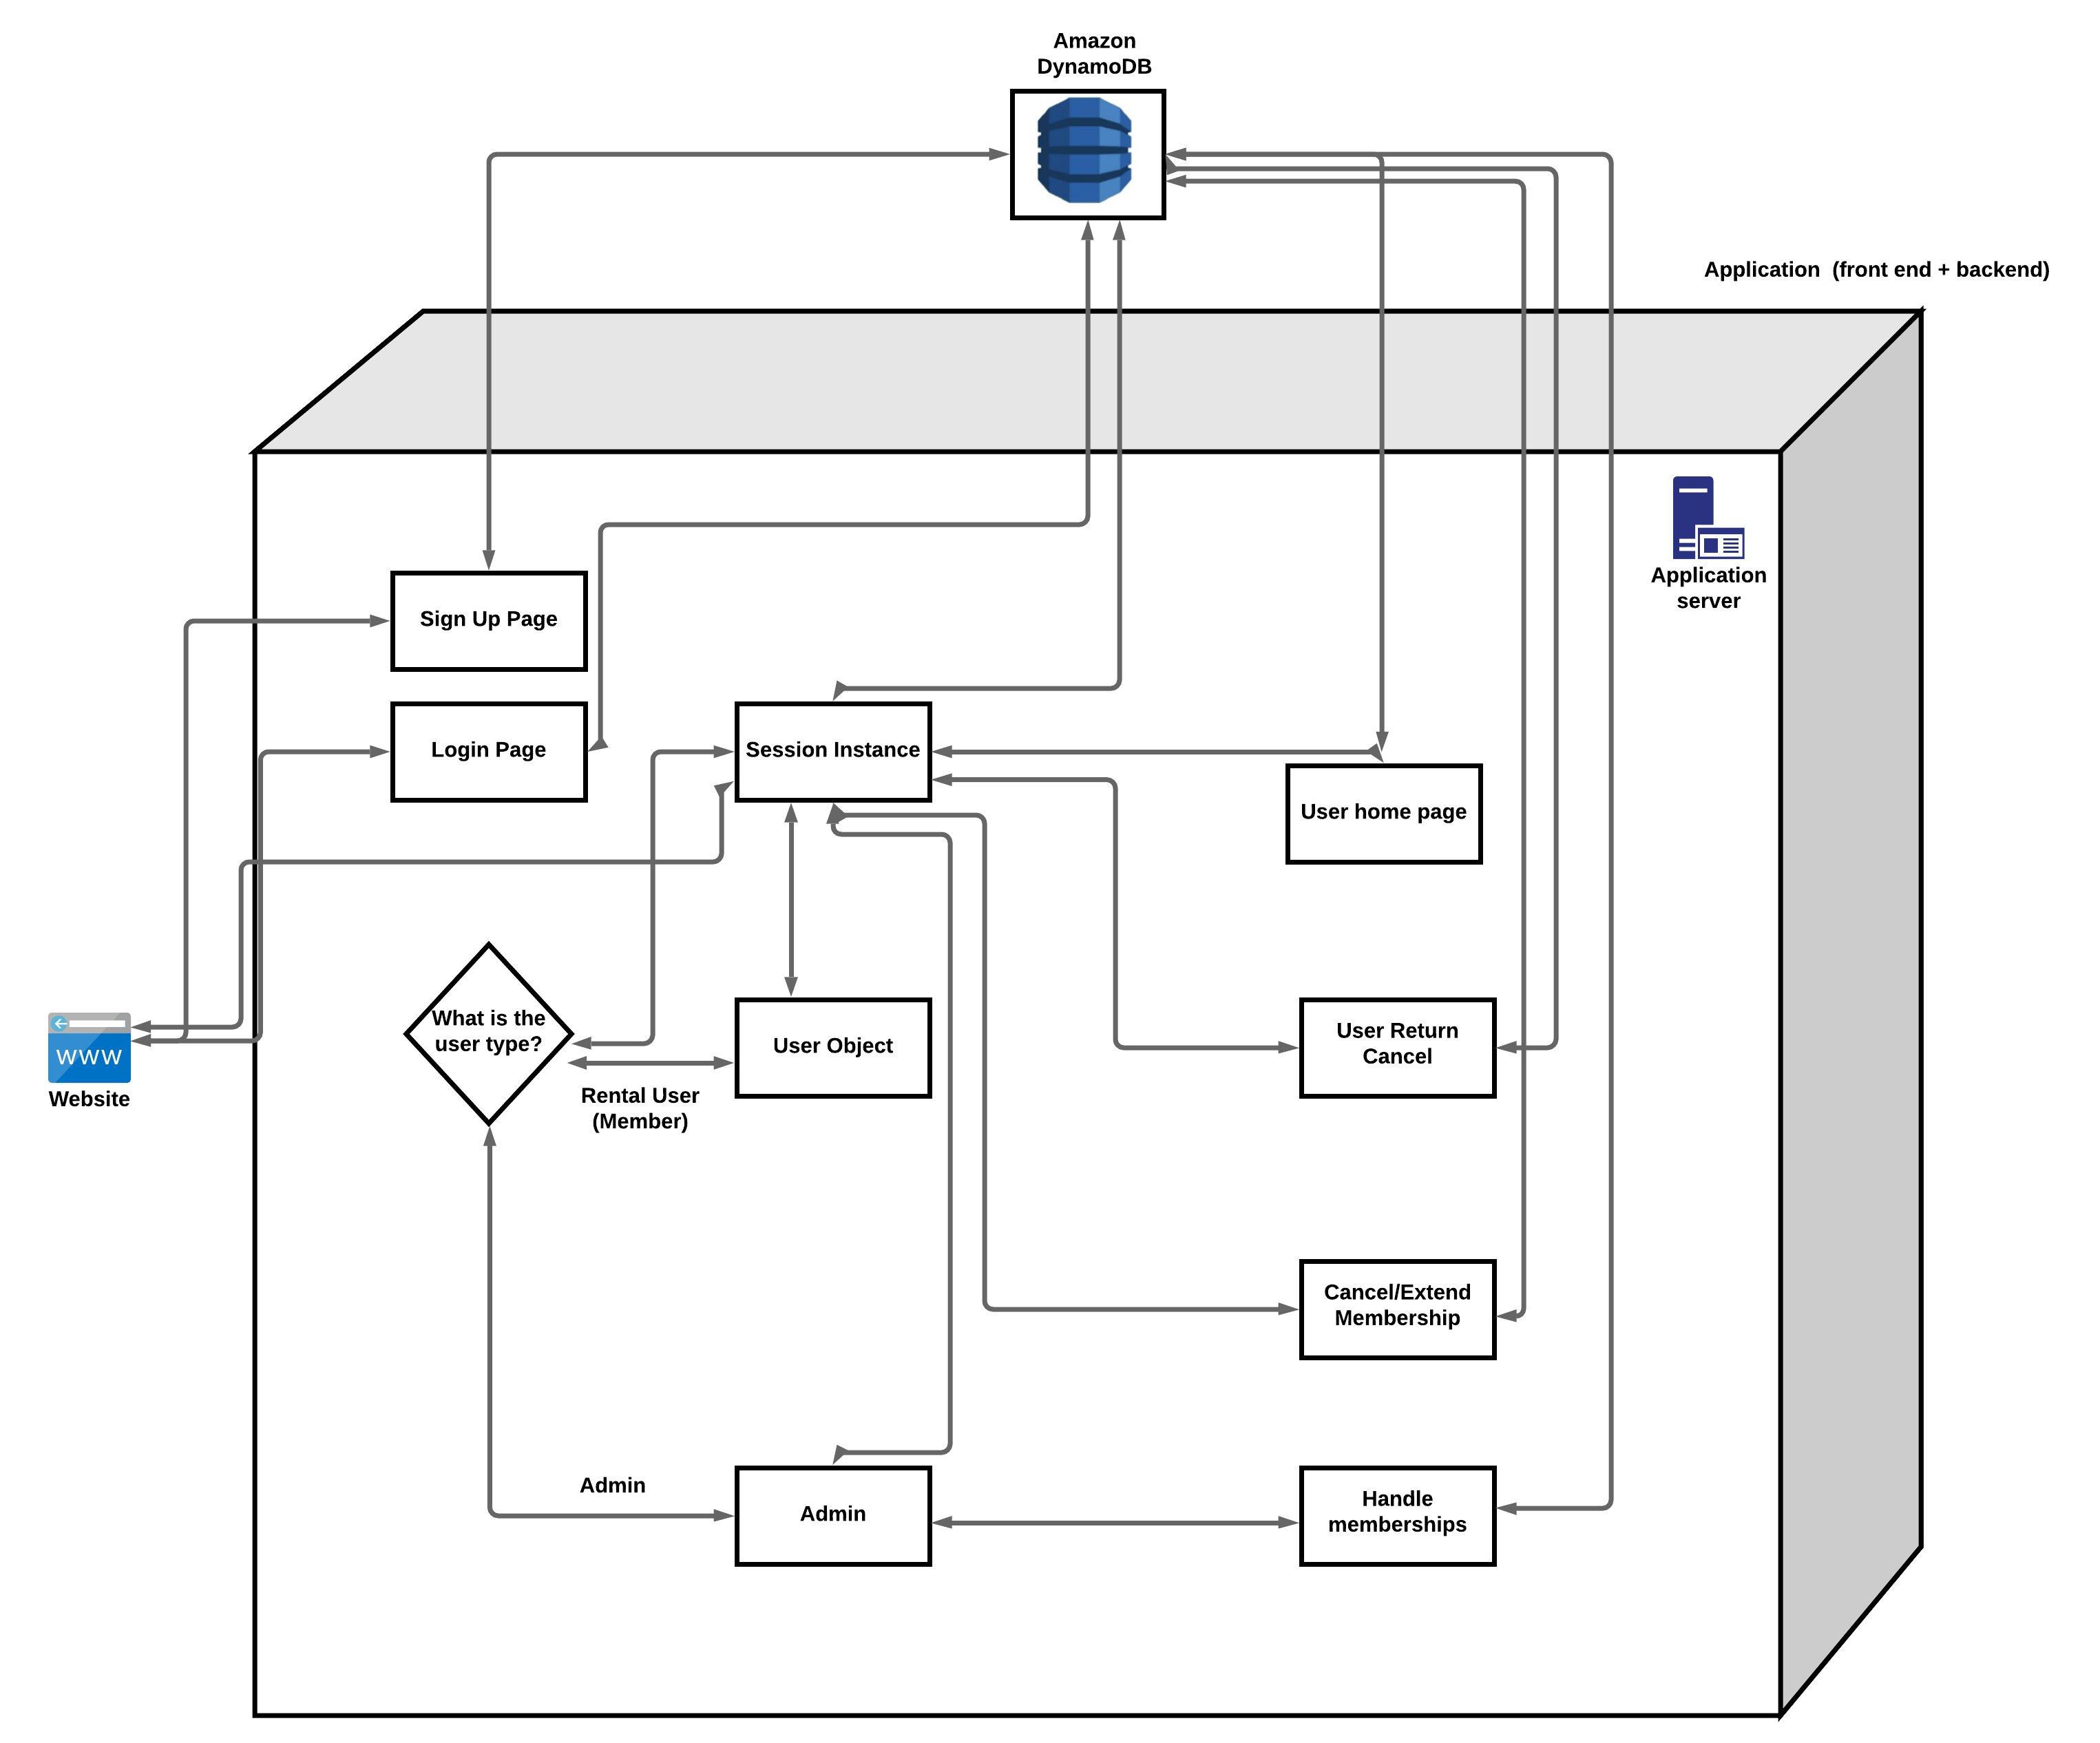 Amazon
DynamoDB
Application (front end + backend)
Application
server
Sign Up Page
Login Page
Session Instance
User home page
What is the
user type?
User Object
User Return
Cancel
WWW
Website
Rental User
(Member)
Cancel/Extend
Membership
Admin
Admin
Handle
memberships